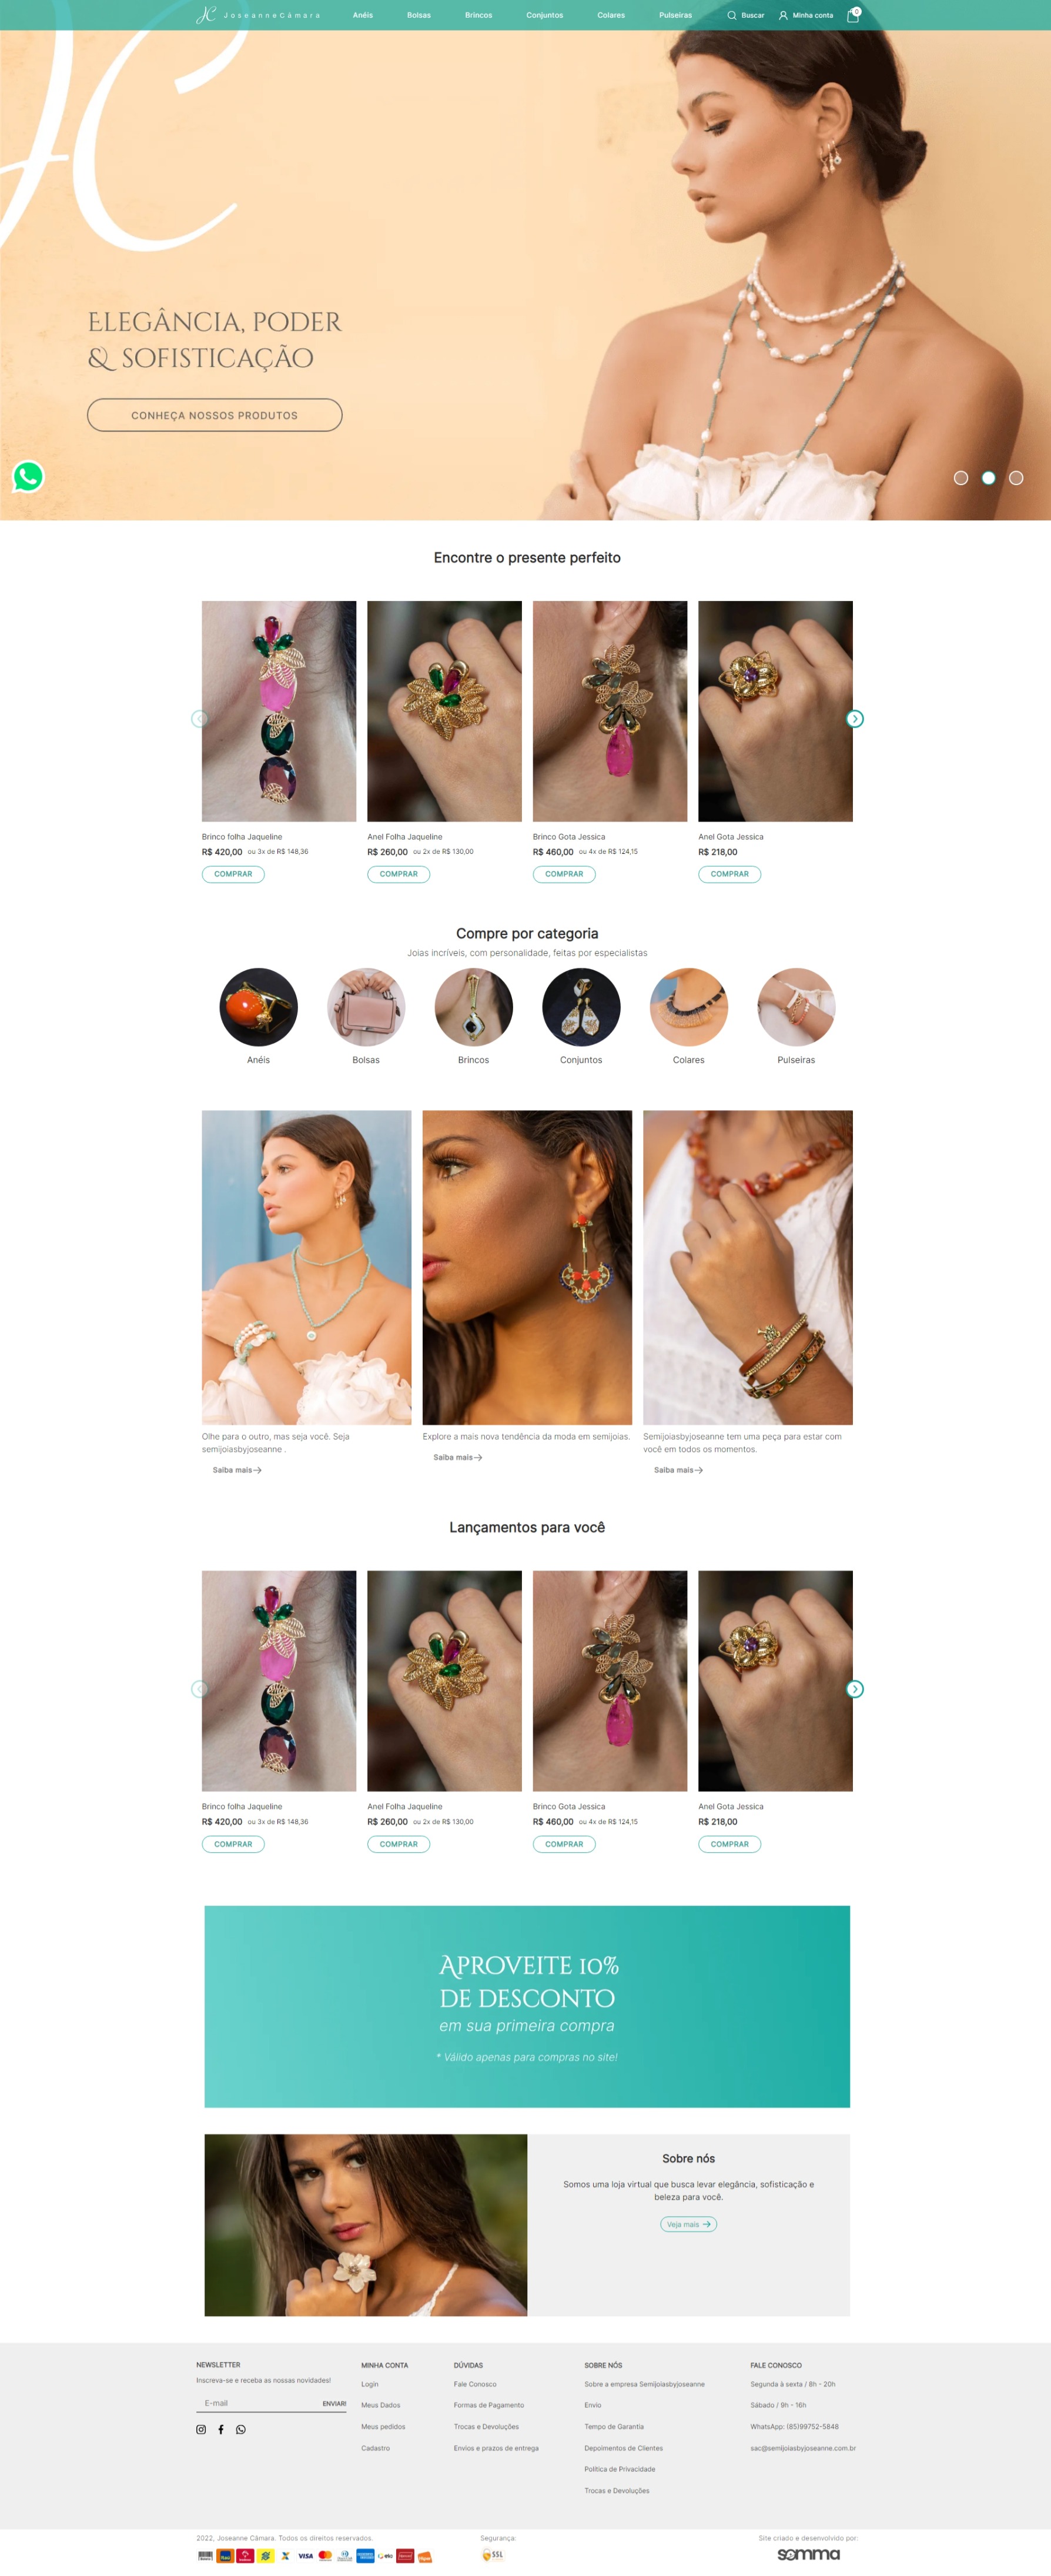 JC JoseanneCâmara
Anéis
Bolsas
Brincos
Conjuntos
Colares
Pulseiras
Buscar
Minha conta
0
JC
ELEGÂNCIA, PODER
& SOFISTICAÇÃO
CONHEÇA NOSSOS PRODUTOS
Encontre o presente perfeito
Brinco folha Jaqueline
R$ 420,00 ou 3x de R$ 148,36
COMPRAR
Anel Folha Jaqueline
R$ 260,00 ou 2x de R$ 130,00
COMPRAR
Brinco Gota Jessica
R$ 460,00 ou 4x de R$ 124,15
COMPRAR
Anel Gota Jessica
R$ 218,00
COMPRAR
Compre por categoria
Joias incríveis, com personalidade, feitas por especialistas
Anéis
Bolsas
Brincos
Conjuntos
Colares
Pulseiras
Olhe para o outro, mas seja você. Seja
semijoiasbyjoseanne .
Saiba mais
Explore a mais nova tendência da moda em semijoias.
Saiba mais
Semijoiasbyjoseanne tem uma peça para estar com
você em todos os momentos.
Saiba mais
Lançamentos para você
Brinco folha Jaqueline
R$ 420,00 ou 3x de R$ 148,36
COMPRAR
Anel Folha Jaqueline
R$ 260,00 ou 2x de R$ 130,00
COMPRAR
Brinco Gota Jessica
R$ 460,00 ou 4x de R$ 124,15
COMPRAR
Anel Gota Jessica
R$ 218,00
COMPRAR
APROVEITE 10%
DE DESCONTO
em sua primeira compra
* Válido apenas para compras no site!
Sobre nós
Somos uma loja virtual que busca levar elegância, sofisticação e
beleza para você.
Veja mais
NEWSLETTER
Inscreva-se e receba as nossas novidades!
E-mail
ENVIAR!
MINHA CONTA
Login
Meus Dados
Meus pedidos
Cadastro
DÚVIDAS
Fale Conosco
Formas de Pagamento
Trocas e Devoluções
Envios e prazos de entrega
SOBRE NÓS
Sobre a empresa Semijoiasbyjoseanne
Envio
Tempo de Garantia
Depoimentos de Clientes
Política de Privacidade
Trocas e Devoluções
FALE CONOSCO
Segunda à sexta / 8h - 20h
Sábado / 9h - 16h
WhatsApp: (85)99752-5848
sac@semijoiasbyjoseanne.com.br
2022, Joseanne Câmara. Todos os direitos reservados.
VISA
elo
Segurança:
SSL
Site criado e desenvolvido por:
somma